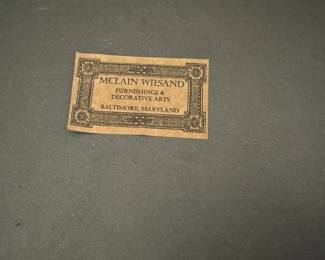 MCLAIN WIESAND
FURNISHINGS &
DECORATIVE ARTS
BALTIMORE, MARYLAND